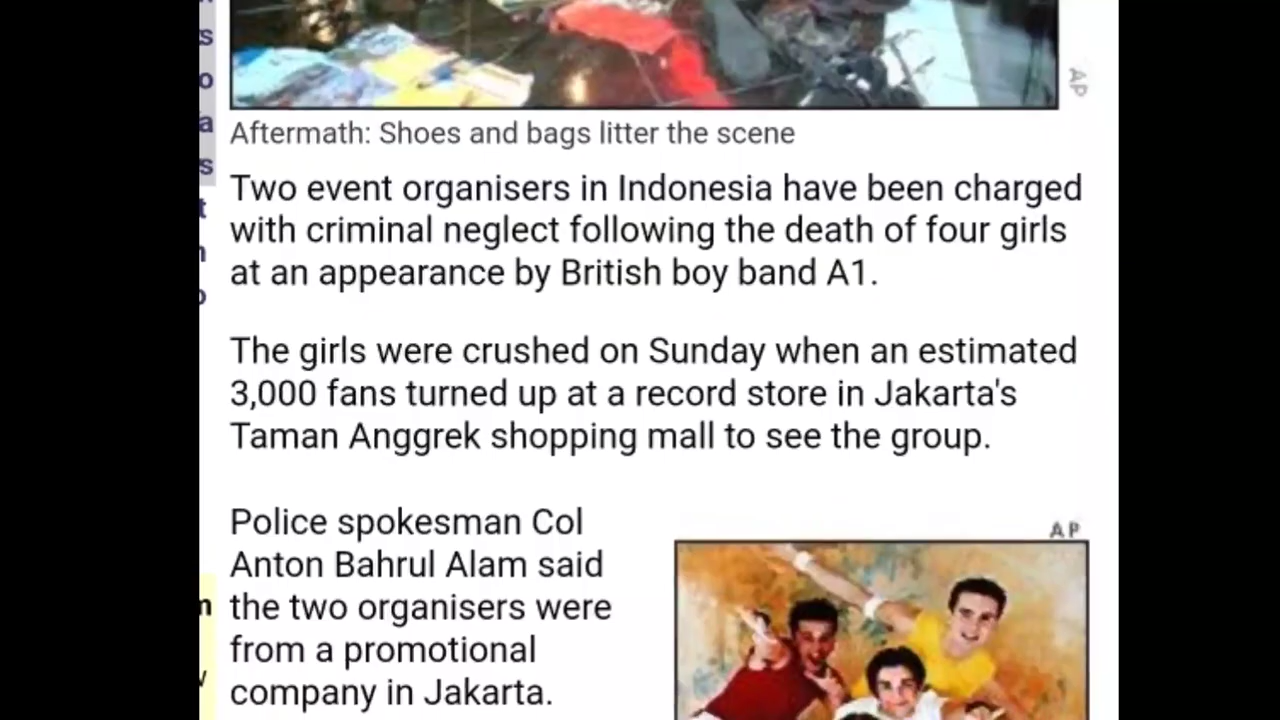 AP
Aftermath: Shoes and bags litter the scene
Two event organisers in Indonesia have been charged
with criminal neglect following the death of four girls
at an appearance by British boy band A1.
The girls were crushed on Sunday when an estimated
3,000 fans turned up at a record store in Jakarta's
Taman Anggrek shopping mall to see the group.
Police spokesman Col
Anton Bahrul Alam said
the two organisers were
from a promotional
company in Jakarta.
AP